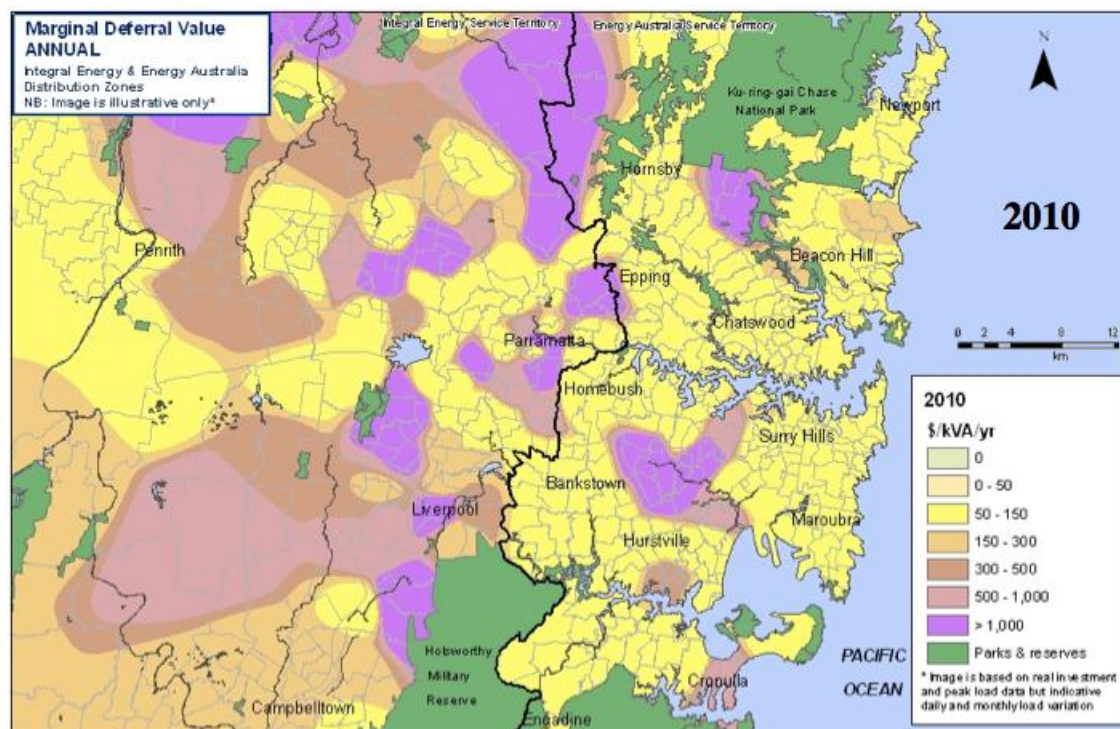 Marginal Deferral Value
ANNUAL
Integral Energy & Energy Australia
Distribution Zones
NB: Image is illustrative only*
Integral Energy Service Territory
Energy Australia Service Territory
N
Ku-ring-gai Chase
National Park
Newport
Hornsby
2010
Penrith
Beacon Hill
Epping
Chatswood
Parramatta
0 2 4 8 12
km
Homebush
Surry Hills
Bankstown
Liverpool
Maroubra
Hurstville
Holsworthy
Military
Reserve
Cronulla
Campbelltown
Engadine
PACIFIC
OCEAN
2010
$/kVA/yr
0
0 - 50
50 - 150
150 - 300
300 - 500
500 - 1,000
> 1,000
Parks & reserves
* Image is based on real investment
and peak load data but indicative
daily and monthly load variation